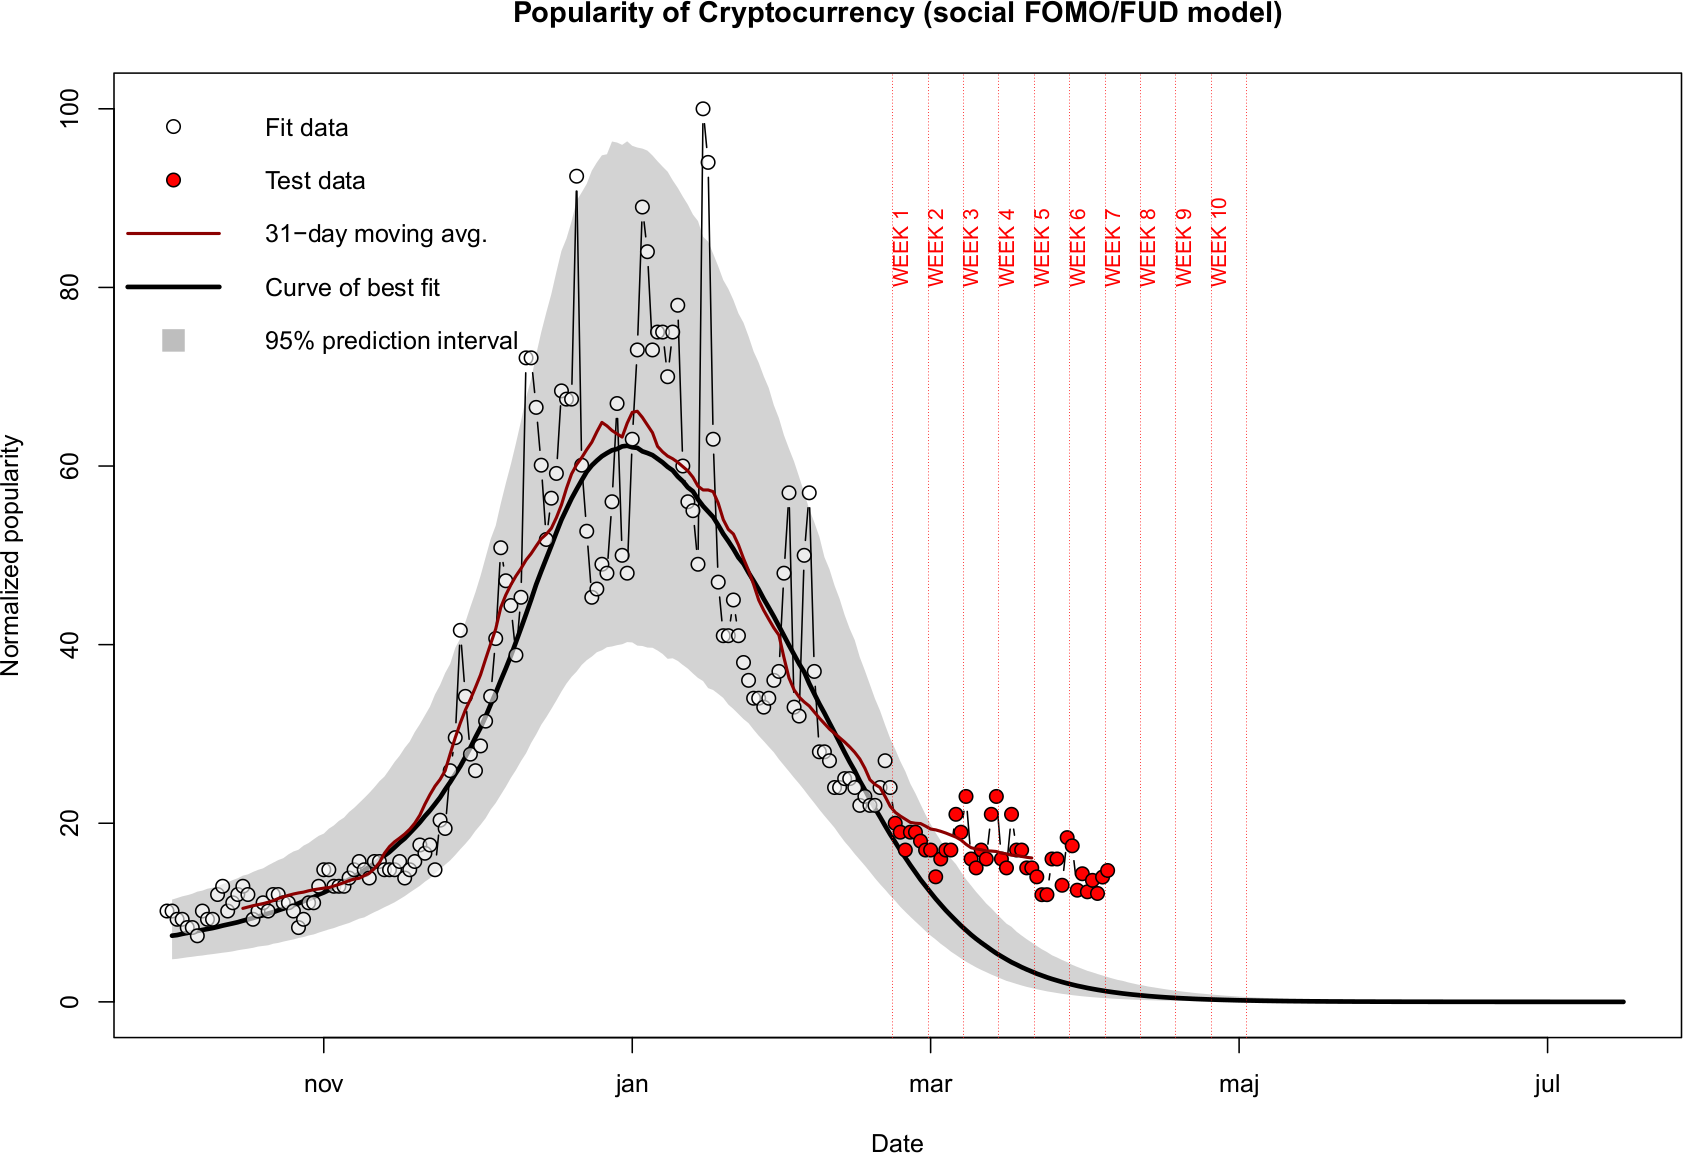 Popularity of Cryptocurrency (social FOMO/FUD model)
Normalized popularity
100
80
60
40
20
0
Fit data
Test data
31−day moving avg.
Curve of best fit
95% prediction interval
WEEK 1
WEEK 2
WEEK 3
WEEK 4
WEEK 5
WEEK 6
WEEK 7
WEEK 8
WEEK 9
WEEK 10
nov
jan
mar
maj
jul
Date